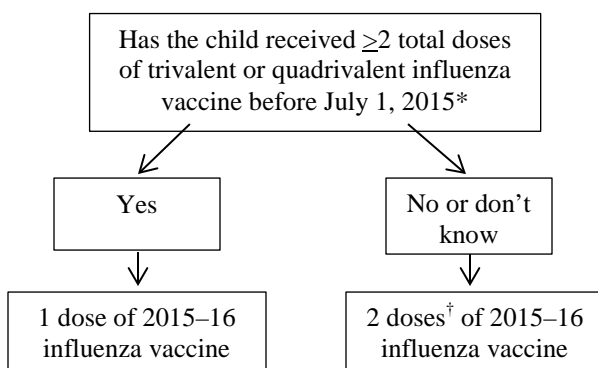 Has the child received ≥2 total doses
of trivalent or quadrivalent influenza
vaccine before July 1, 2015*
Yes
No or don’t
know
1 dose of 2015–16
influenza vaccine
2 doses† of 2015–16
influenza vaccine